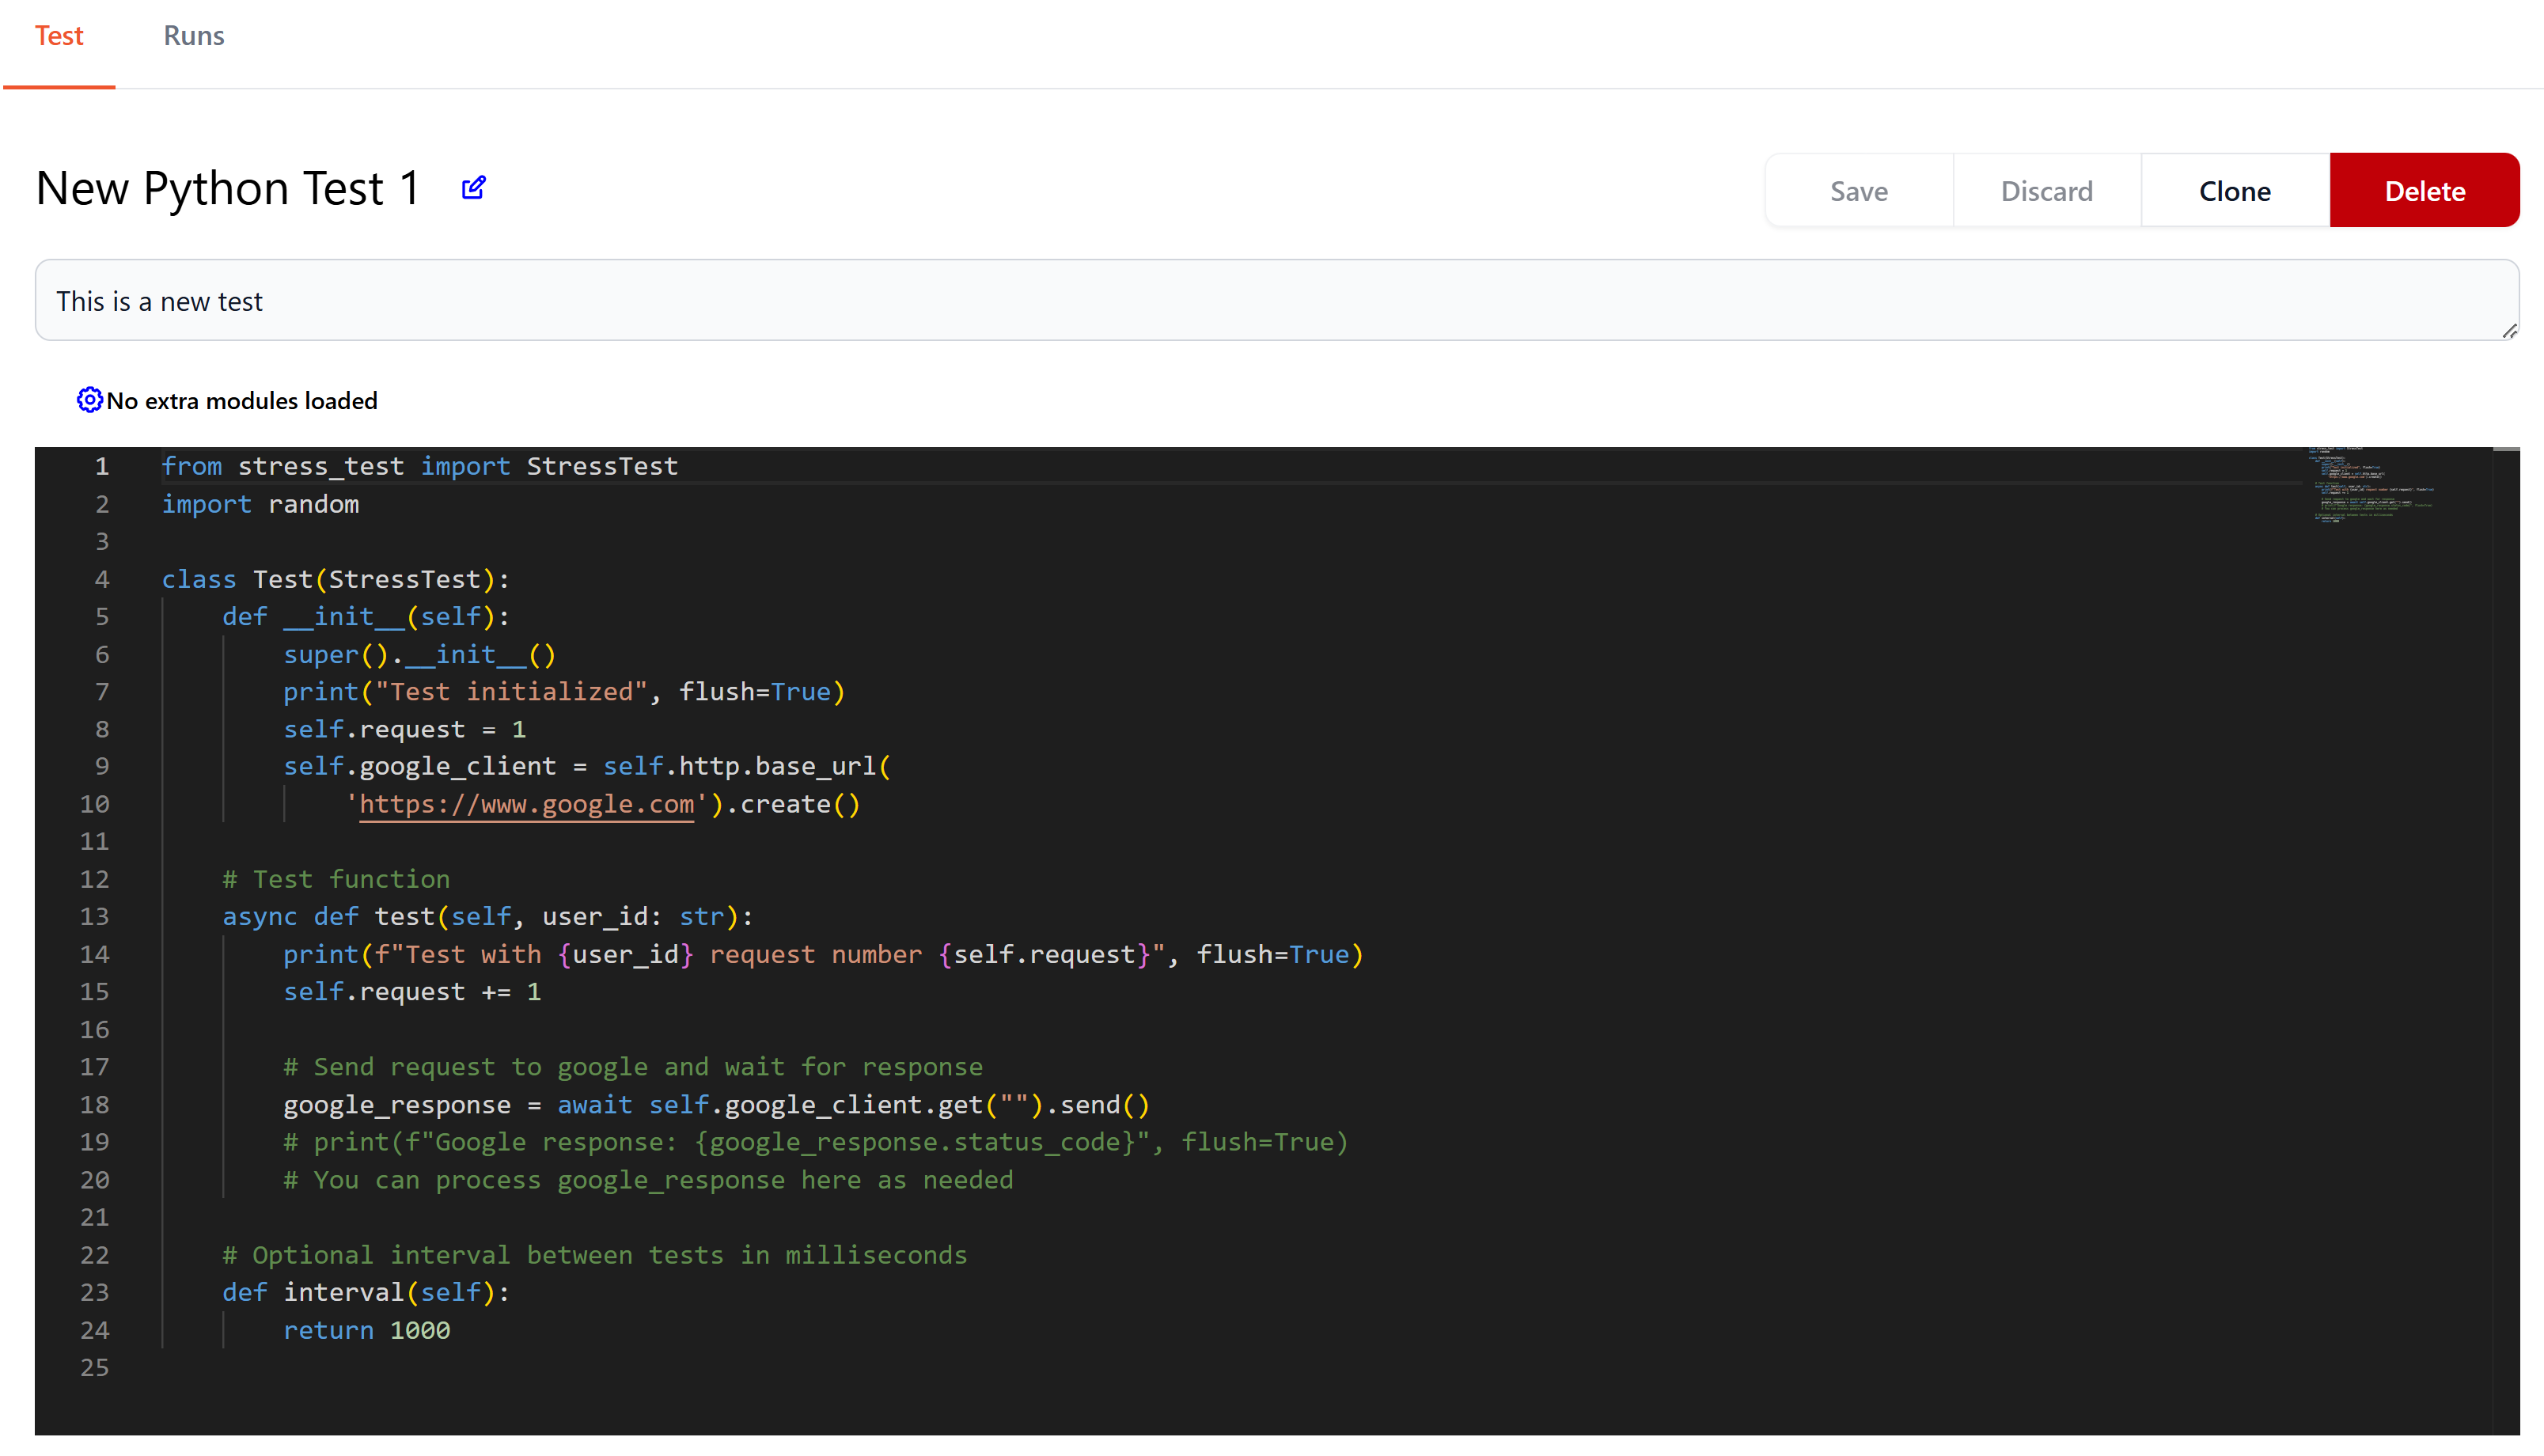 Test Runs
New Python Test 1
Save Discard Clone Delete
This is a new test
No extra modules loaded
1 from stress_test import StressTest
2 import random
3
4 class Test(StressTest):
5     def __init__(self):
6         super().__init__()
7         print("Test initialized", flush=True)
8         self.request = 1
9         self.google_client = self.http.base_url(
10             'https://www.google.com').create()
11
12     # Test function
13     async def test(self, user_id: str):
14         print(f"Test with {user_id} request number {self.request}", flush=True)
15         self.request += 1
16
17         # Send request to google and wait for response
18         google_response = await self.google_client.get("").send()
19         # print(f"Google response: {google_response.status_code}", flush=True)
20         # You can process google_response here as needed
21
22     # Optional interval between tests in milliseconds
23     def interval(self):
24         return 1000
25